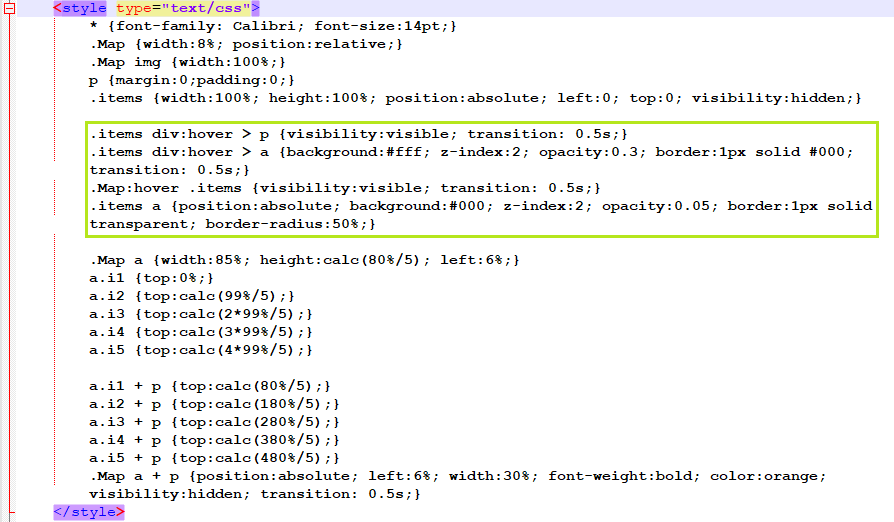 <style type="text/css">
* {font-family: Calibri; font-size:14pt;}
.Map {width:8%; position:relative;}
.Map img {width:100%;}
p {margin:0;padding:0;}
.items {width:100%; height:100%; position:absolute; left:0; top:0; visibility:hidden;}
.items div:hover > p {visibility:visible; transition: 0.5s;}
.items div:hover > a {background:#fff; z-index:2; opacity:0.3; border:1px solid #000;
transition: 0.5s;}
.Map:hover .items {visibility:visible; transition: 0.5s;}
.items a {position:absolute; background:#000; z-index:2; opacity:0.05; border:1px solid
transparent; border-radius:50%;}
.Map a {width:85%; height:calc(80%/5); left:6%;}
a.i1 {top:0%;}
a.i2 {top:calc(99%/5);}
a.i3 {top:calc(2*99%/5);}
a.i4 {top:calc(3*99%/5);}
a.i5 {top:calc(4*99%/5);}
a.i1 + p {top:calc(80%/5);}
a.i2 + p {top:calc(180%/5);}
a.i3 + p {top:calc(280%/5);}
a.i4 + p {top:calc(380%/5);}
a.i5 + p {top:calc(480%/5);}
.Map a + p {position:absolute; left:6%; width:30%; font-weight:bold; color:orange;
visibility:hidden; transition: 0.5s;}
</style>